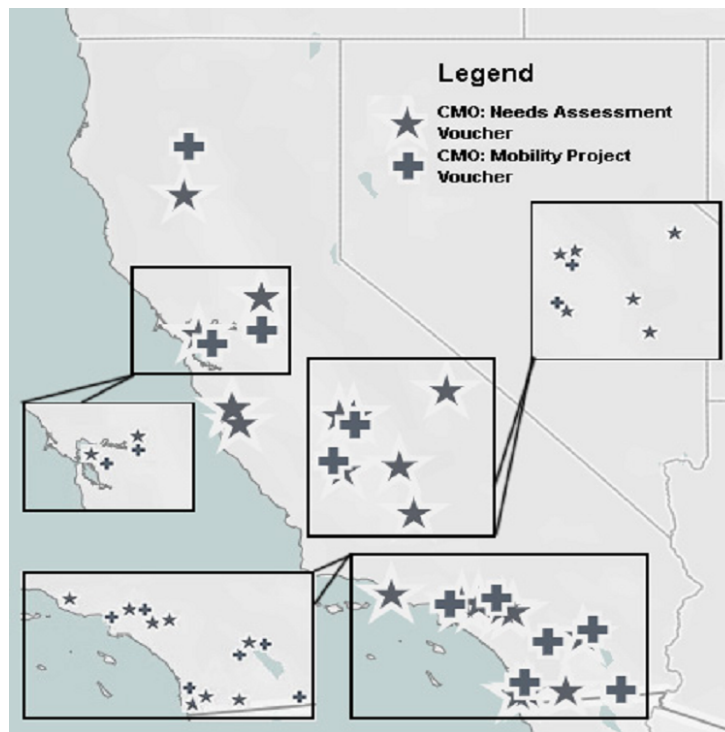 Legend
CMO: Needs Assessment
Voucher
CMO: Mobility Project
Voucher